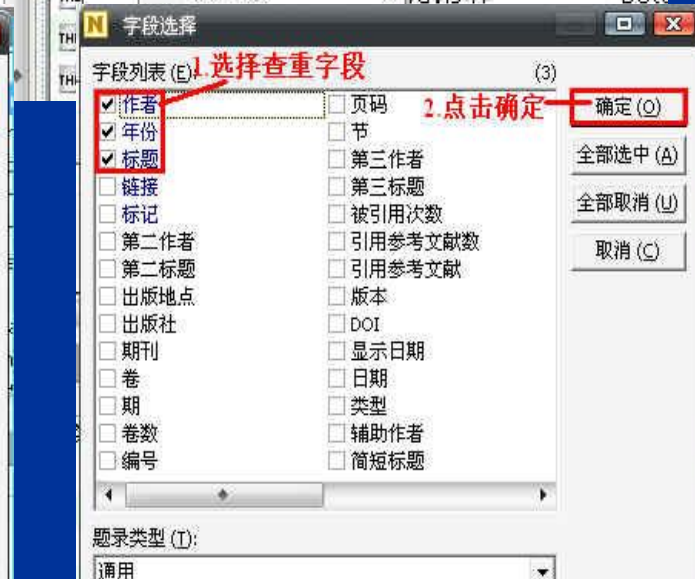 字段选择
字段列表(E): 1.选择查重字段 (3)
作者 页码 2.点击确定 确定(O)
年份 节
标题 第三作者 全部选中(A)
链接 第三标题
标记 被引用次数 全部取消(U)
第二作者 引用参考文献数
第二标题 引用参考文献 取消(C)
出版地点 版本
出版社 DOI
期刊 显示日期
卷 日期
期 类型
卷数 辅助作者
编号 简短标题
题录类型(T):
通用